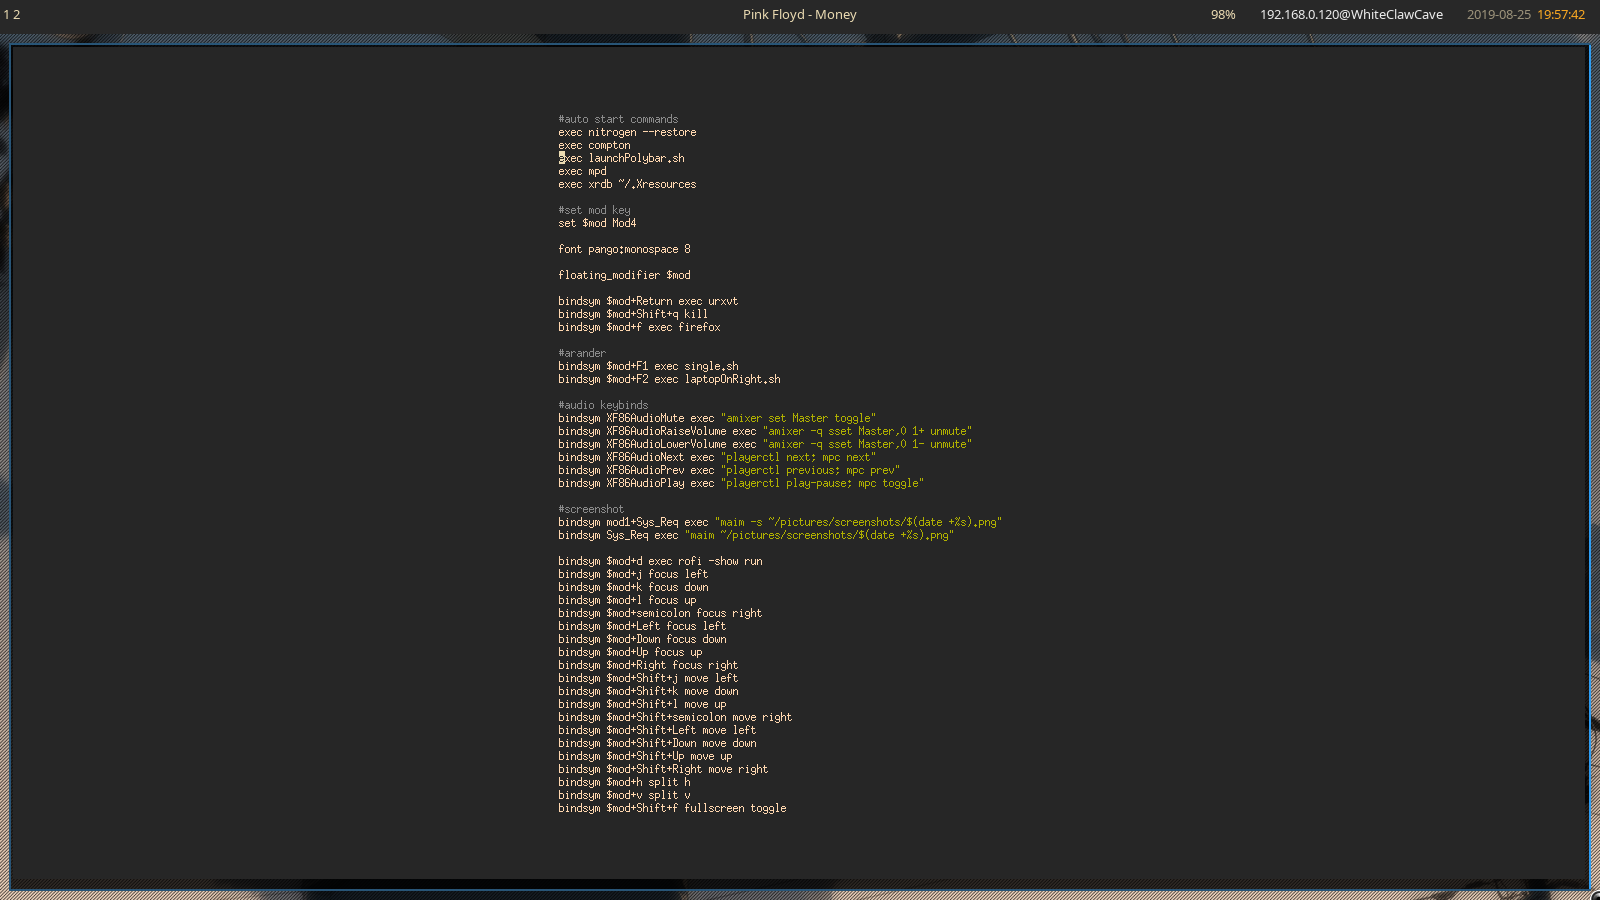 1 2
Pink Floyd - Money
98% 192.168.0.120@WhiteClawCave 2019-08-25 19:57:42
#auto start commands
exec nitrogen --restore
exec compton
exec launchPolybar.sh
exec mpd
exec xrdb ~/.Xresources
#set mod key
set $mod Mod4
font pango:monospace 8
floating_modifier $mod
bindsym $mod+Return exec urxvt
bindsym $mod+Shift+q kill
bindsym $mod+f exec firefox
#arander
bindsym $mod+F1 exec single.sh
bindsym $mod+F2 exec laptopOnRight.sh
#audio keybinds
bindsym XF86AudioMute exec "amixer set Master toggle"
bindsym XF86AudioRaiseVolume exec "amixer -q sset Master,0 1+ unmute"
bindsym XF86AudioLowerVolume exec "amixer -q sset Master,0 1- unmute"
bindsym XF86AudioNext exec "playerctl next; mpc next"
bindsym XF86AudioPrev exec "playerctl previous; mpc prev"
bindsym XF86AudioPlay exec "playerctl play-pause; mpc toggle"
#screenshot
bindsym mod1+Sys_Req exec "maim -s ~/pictures/screenshots/$(date +%s).png"
bindsym Sys_Req exec "maim ~/pictures/screenshots/$(date +%s).png"
bindsym $mod+d exec rofi -show run
bindsym $mod+j focus left
bindsym $mod+k focus down
bindsym $mod+l focus up
bindsym $mod+semicolon focus right
bindsym $mod+Left focus left
bindsym $mod+Down focus down
bindsym $mod+Up focus up
bindsym $mod+Right focus right
bindsym $mod+Shift+j move left
bindsym $mod+Shift+k move down
bindsym $mod+Shift+l move up
bindsym $mod+Shift+semicolon move right
bindsym $mod+Shift+Left move left
bindsym $mod+Shift+Down move down
bindsym $mod+Shift+Up move up
bindsym $mod+Shift+Right move right
bindsym $mod+h split h
bindsym $mod+v split v
bindsym $mod+Shift+f fullscreen toggle